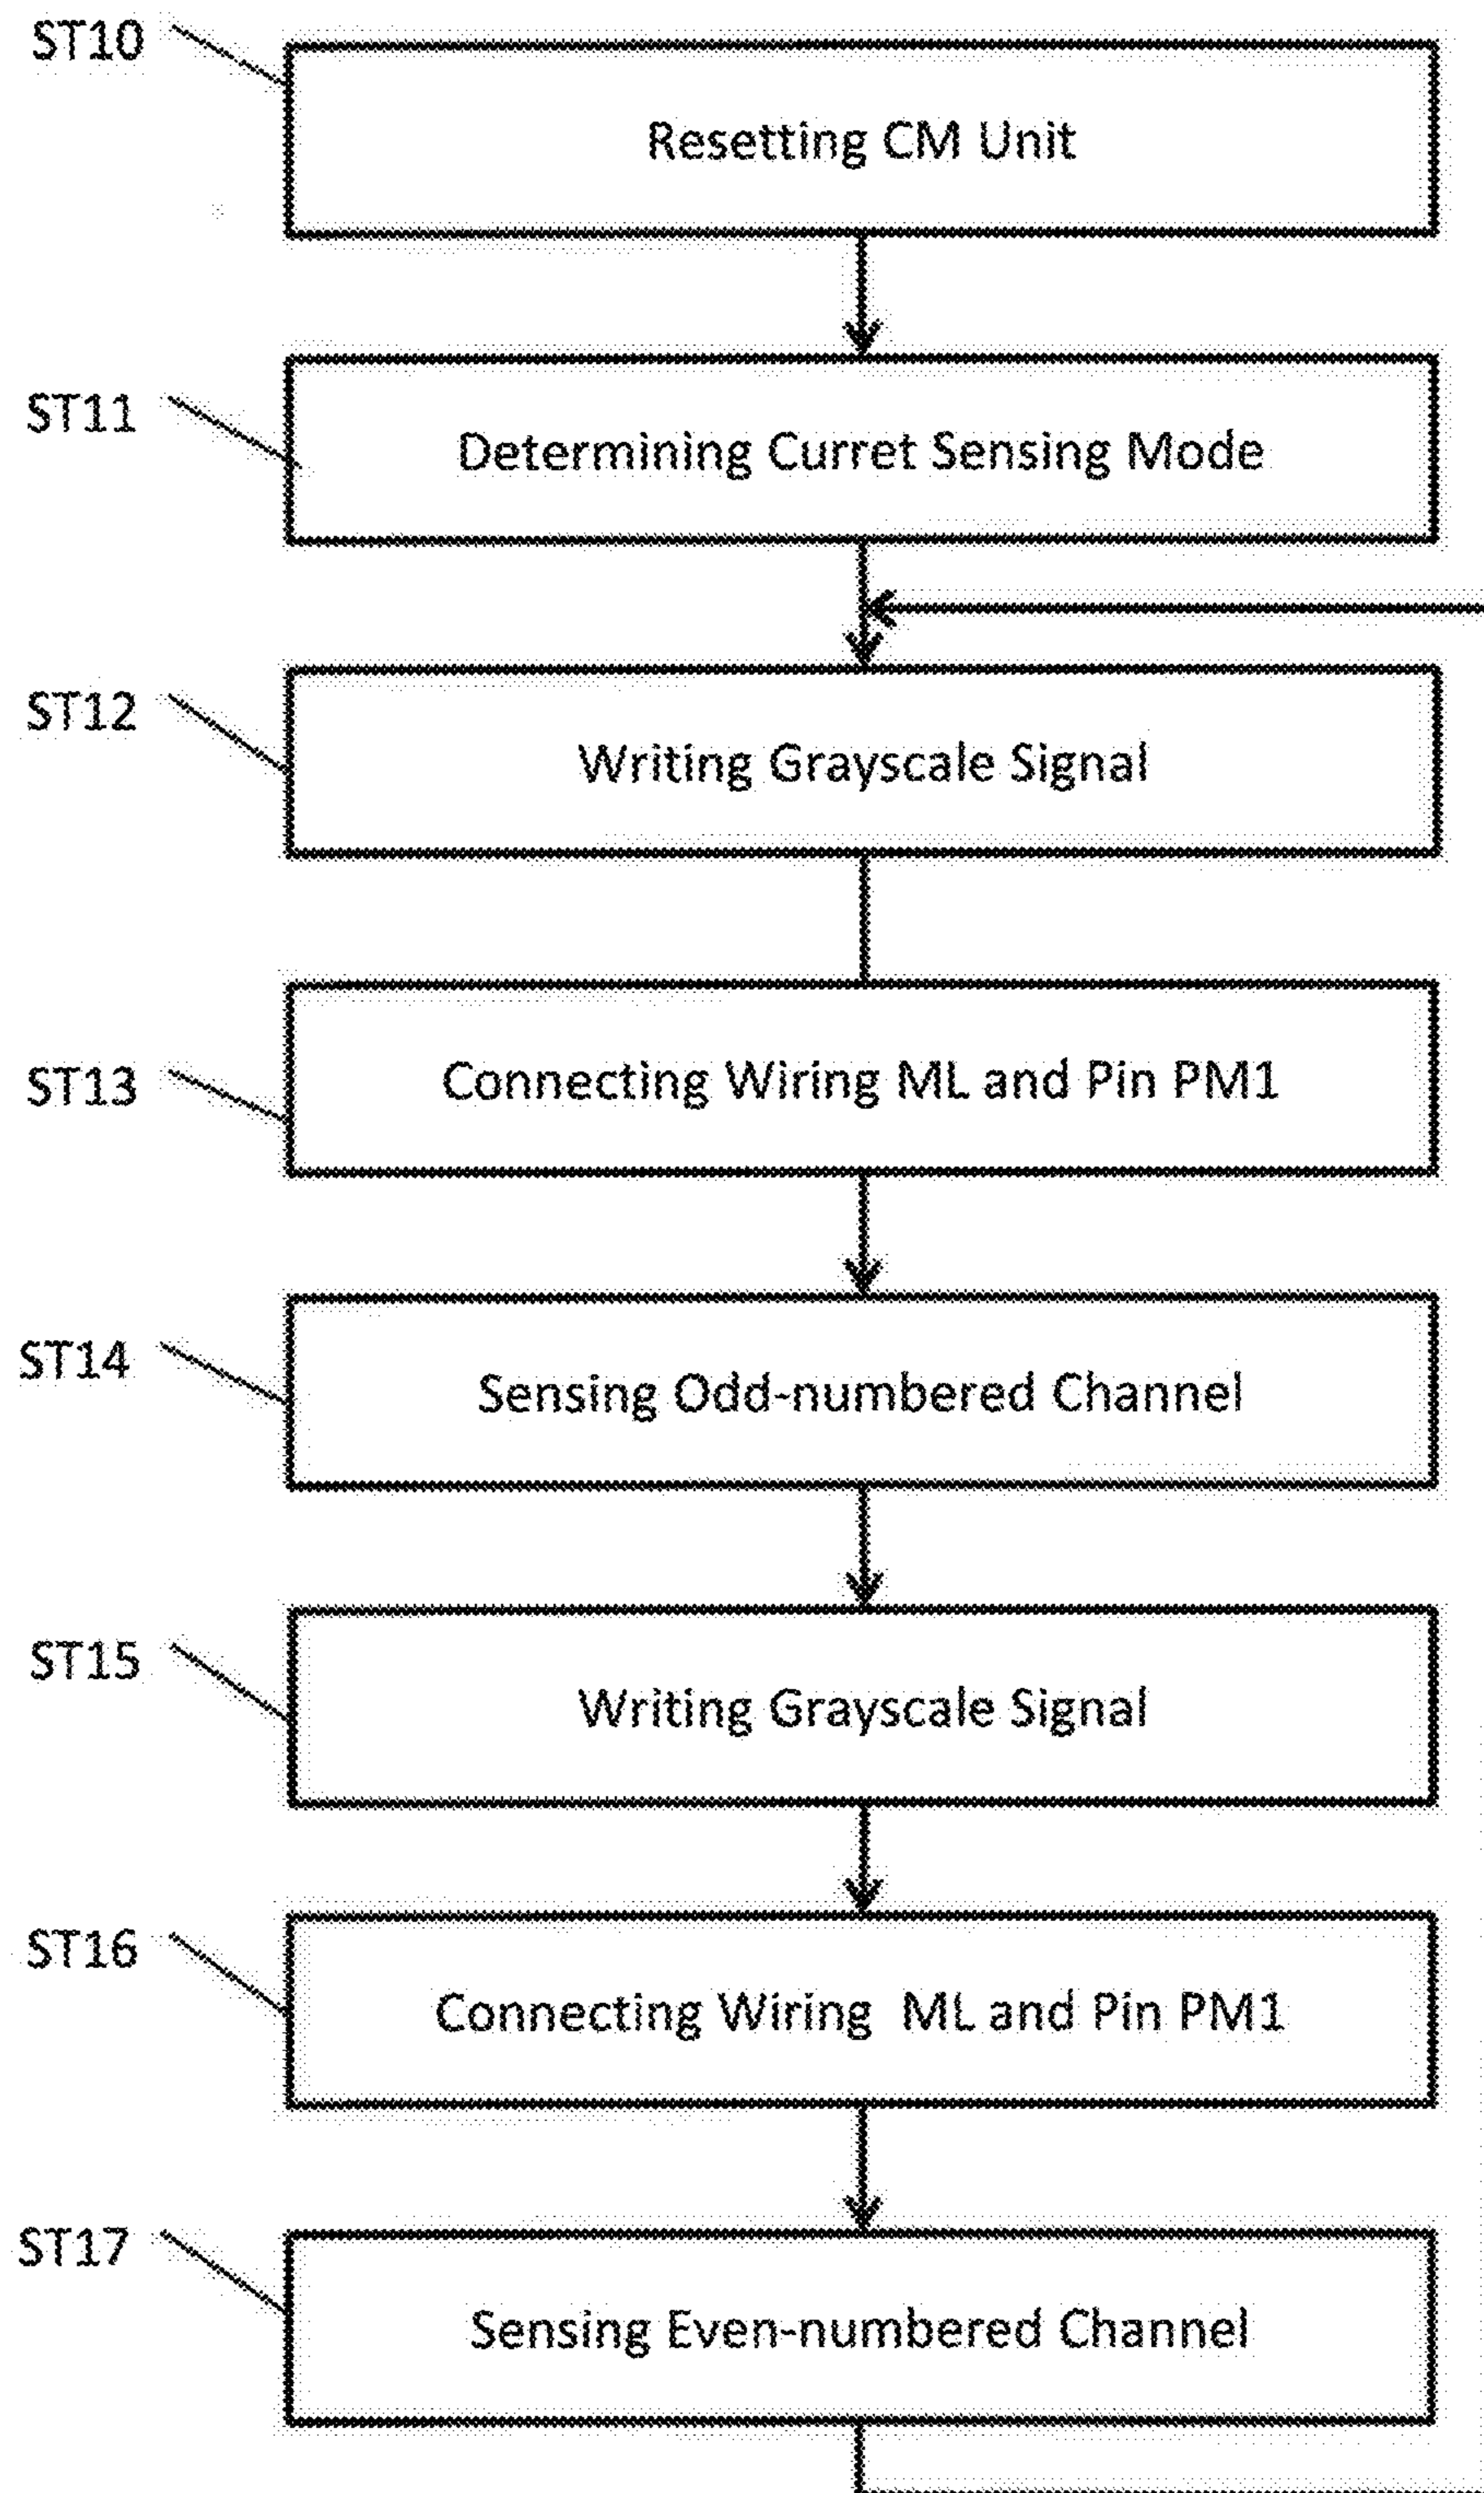 ST10
Resetting CM Unit
ST11
Determining Curret Sensing Mode
ST12
Writing Grayscale Signal
ST13
Connecting Wiring ML and Pin PM1
ST14
Sensing Odd-numbered Channel
ST15
Writing Grayscale Signal
ST16
Connecting Wiring ML and Pin PM1
ST17
Sensing Even-numbered Channel